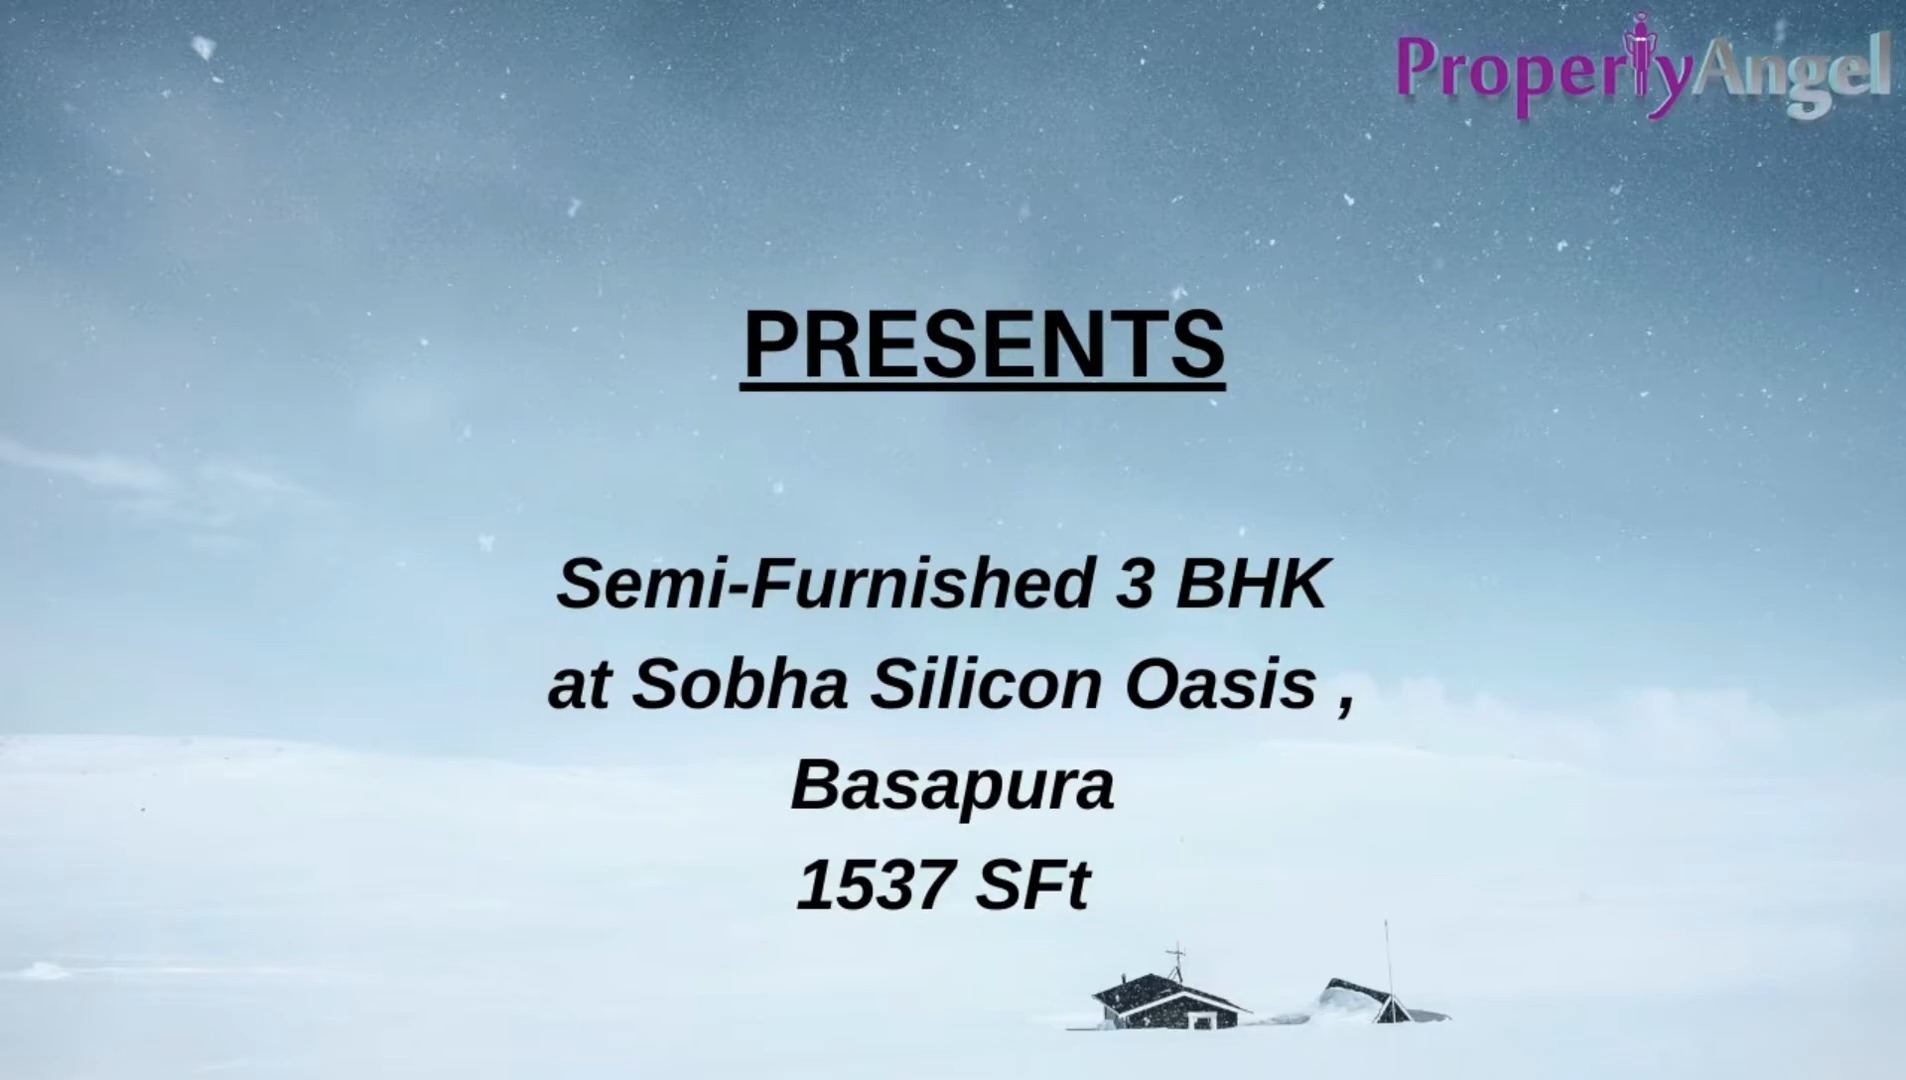 PropertyAngel
PRESENTS
Semi-Furnished 3 BHK
at Sobha Silicon Oasis ,
Basapura
1537 SFt